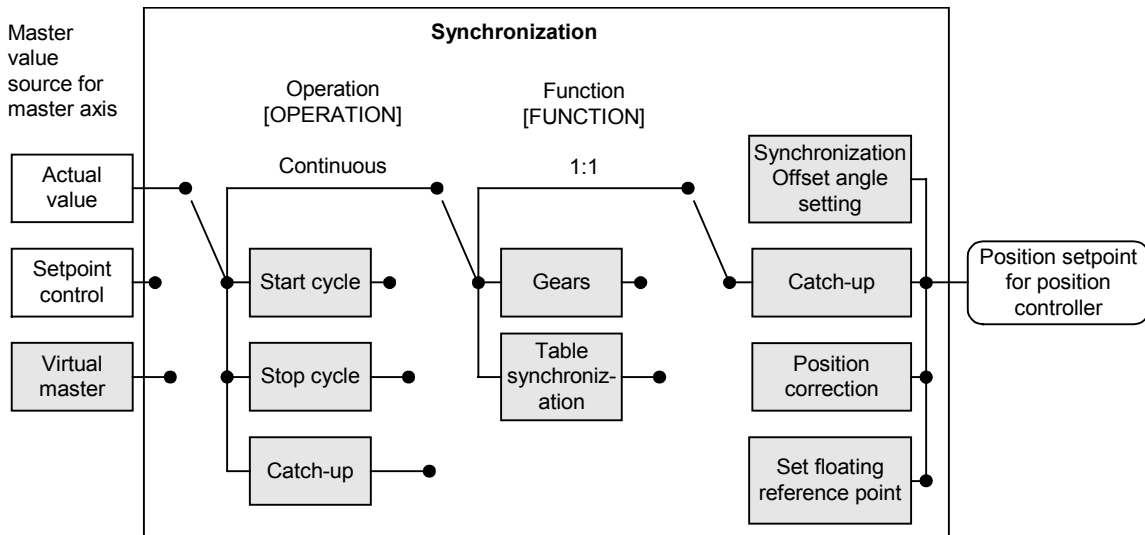 Synchronization
Master
value
source for
master axis
Operation
[OPERATION]
Function
[FUNCTION]
Continuous
1:1
Actual
value
Setpoint
control
Virtual
master
Start cycle
Stop cycle
Catch-up
Gears
Table
synchroniz-
ation
Synchronization
Offset angle
setting
Catch-up
Position
correction
Set floating
reference point
Position setpoint
for position
controller